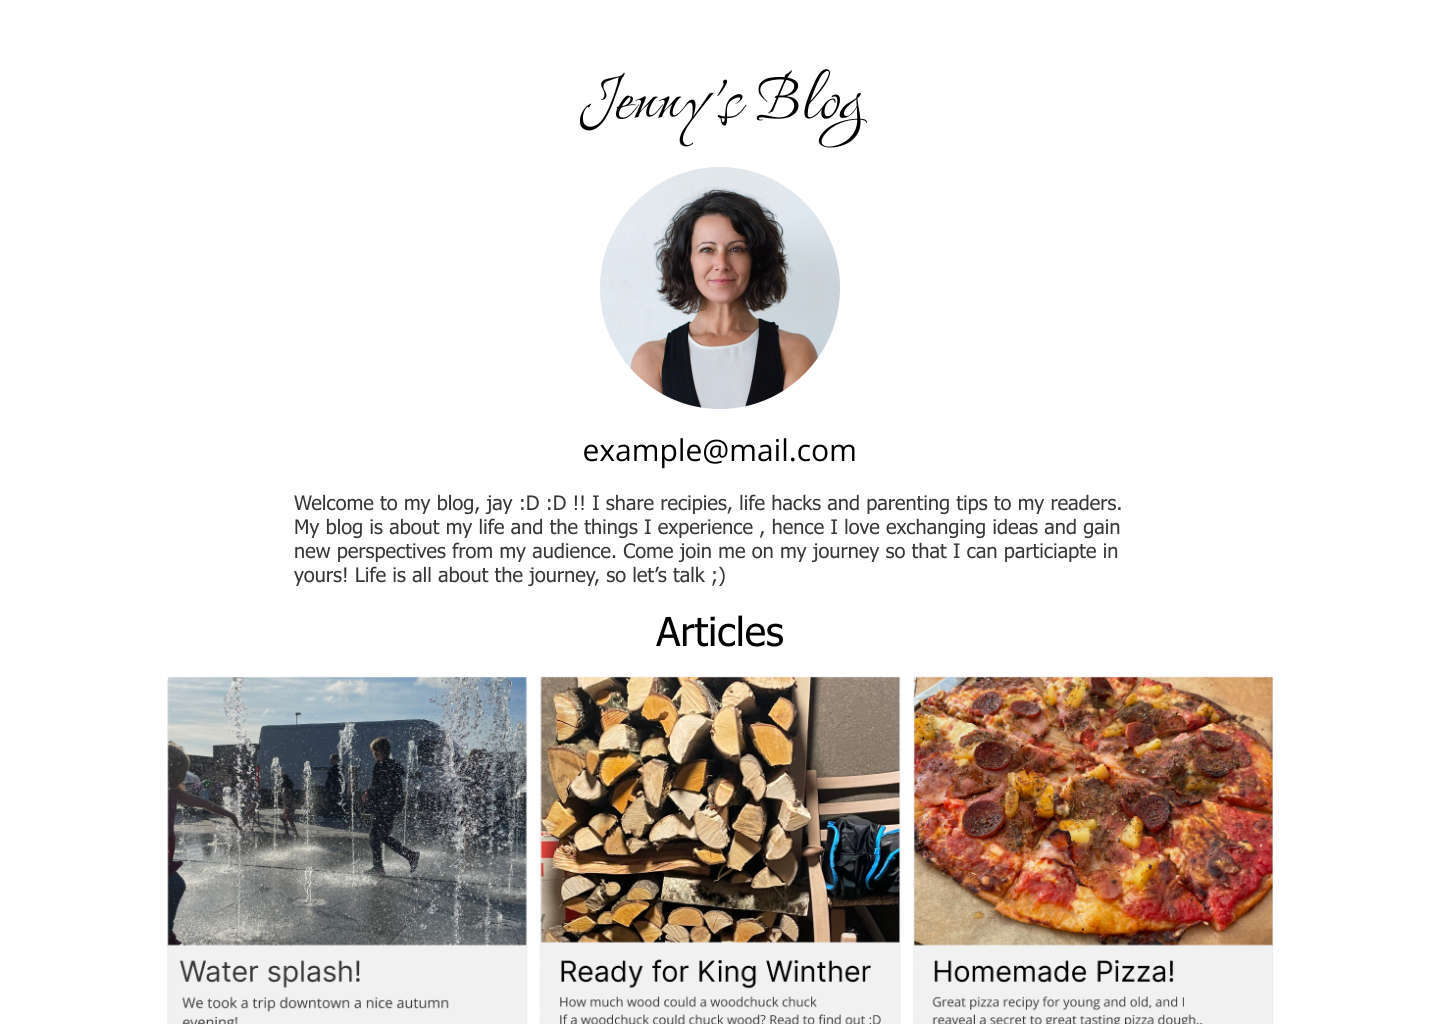 Jenny's Blog
example@mail.com
Welcome to my blog, jay :D :D !! I share recipies, life hacks and parenting tips to my readers.
My blog is about my life and the things I experience , hence I love exchanging ideas and gain
new perspectives from my audience. Come join me on my journey so that I can particiapte in
yours! Life is all about the journey, so let’s talk ;)
Articles
Water splash!
We took a trip downtown a nice autumn
evening!
Ready for King Winther
How much wood could a woodchuck chuck
If a woodchuck could chuck wood? Read to find out :D
Homemade Pizza!
Great pizza recipy for young and old, and I
reaveal a secret to great tasting pizza dough..